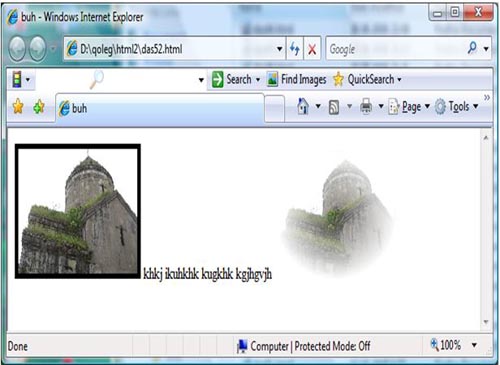 buh - Windows Internet Explorer
D:\qoleg\html2\das52.html
Google
Search
Find Images
QuickSearch
buh
Page
Tools
khkj ikuhkhk kugkhk kgjhgvjh
Done
Computer | Protected Mode: Off
100%